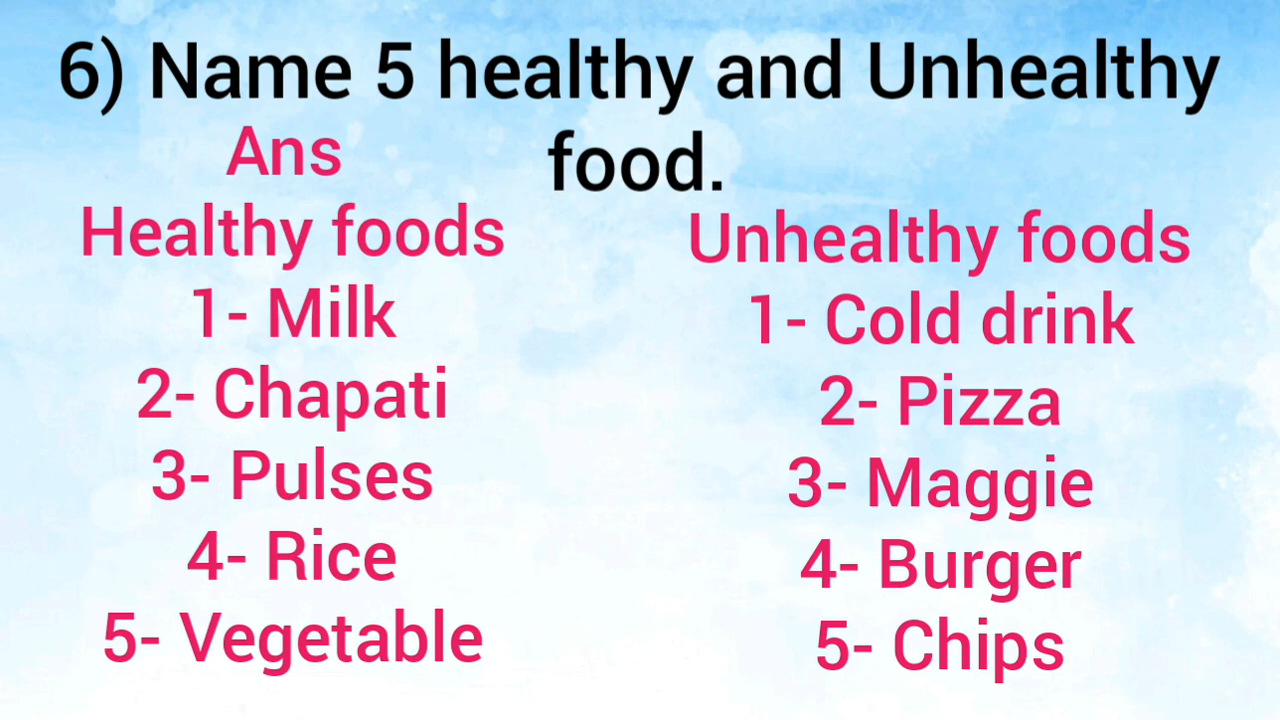 6) Name 5 healthy and Unhealthy
food.
Ans
Healthy foods
1- Milk
2- Chapati
3- Pulses
4- Rice
5- Vegetable
Unhealthy foods
1- Cold drink
2- Pizza
3- Maggie
4- Burger
5- Chips